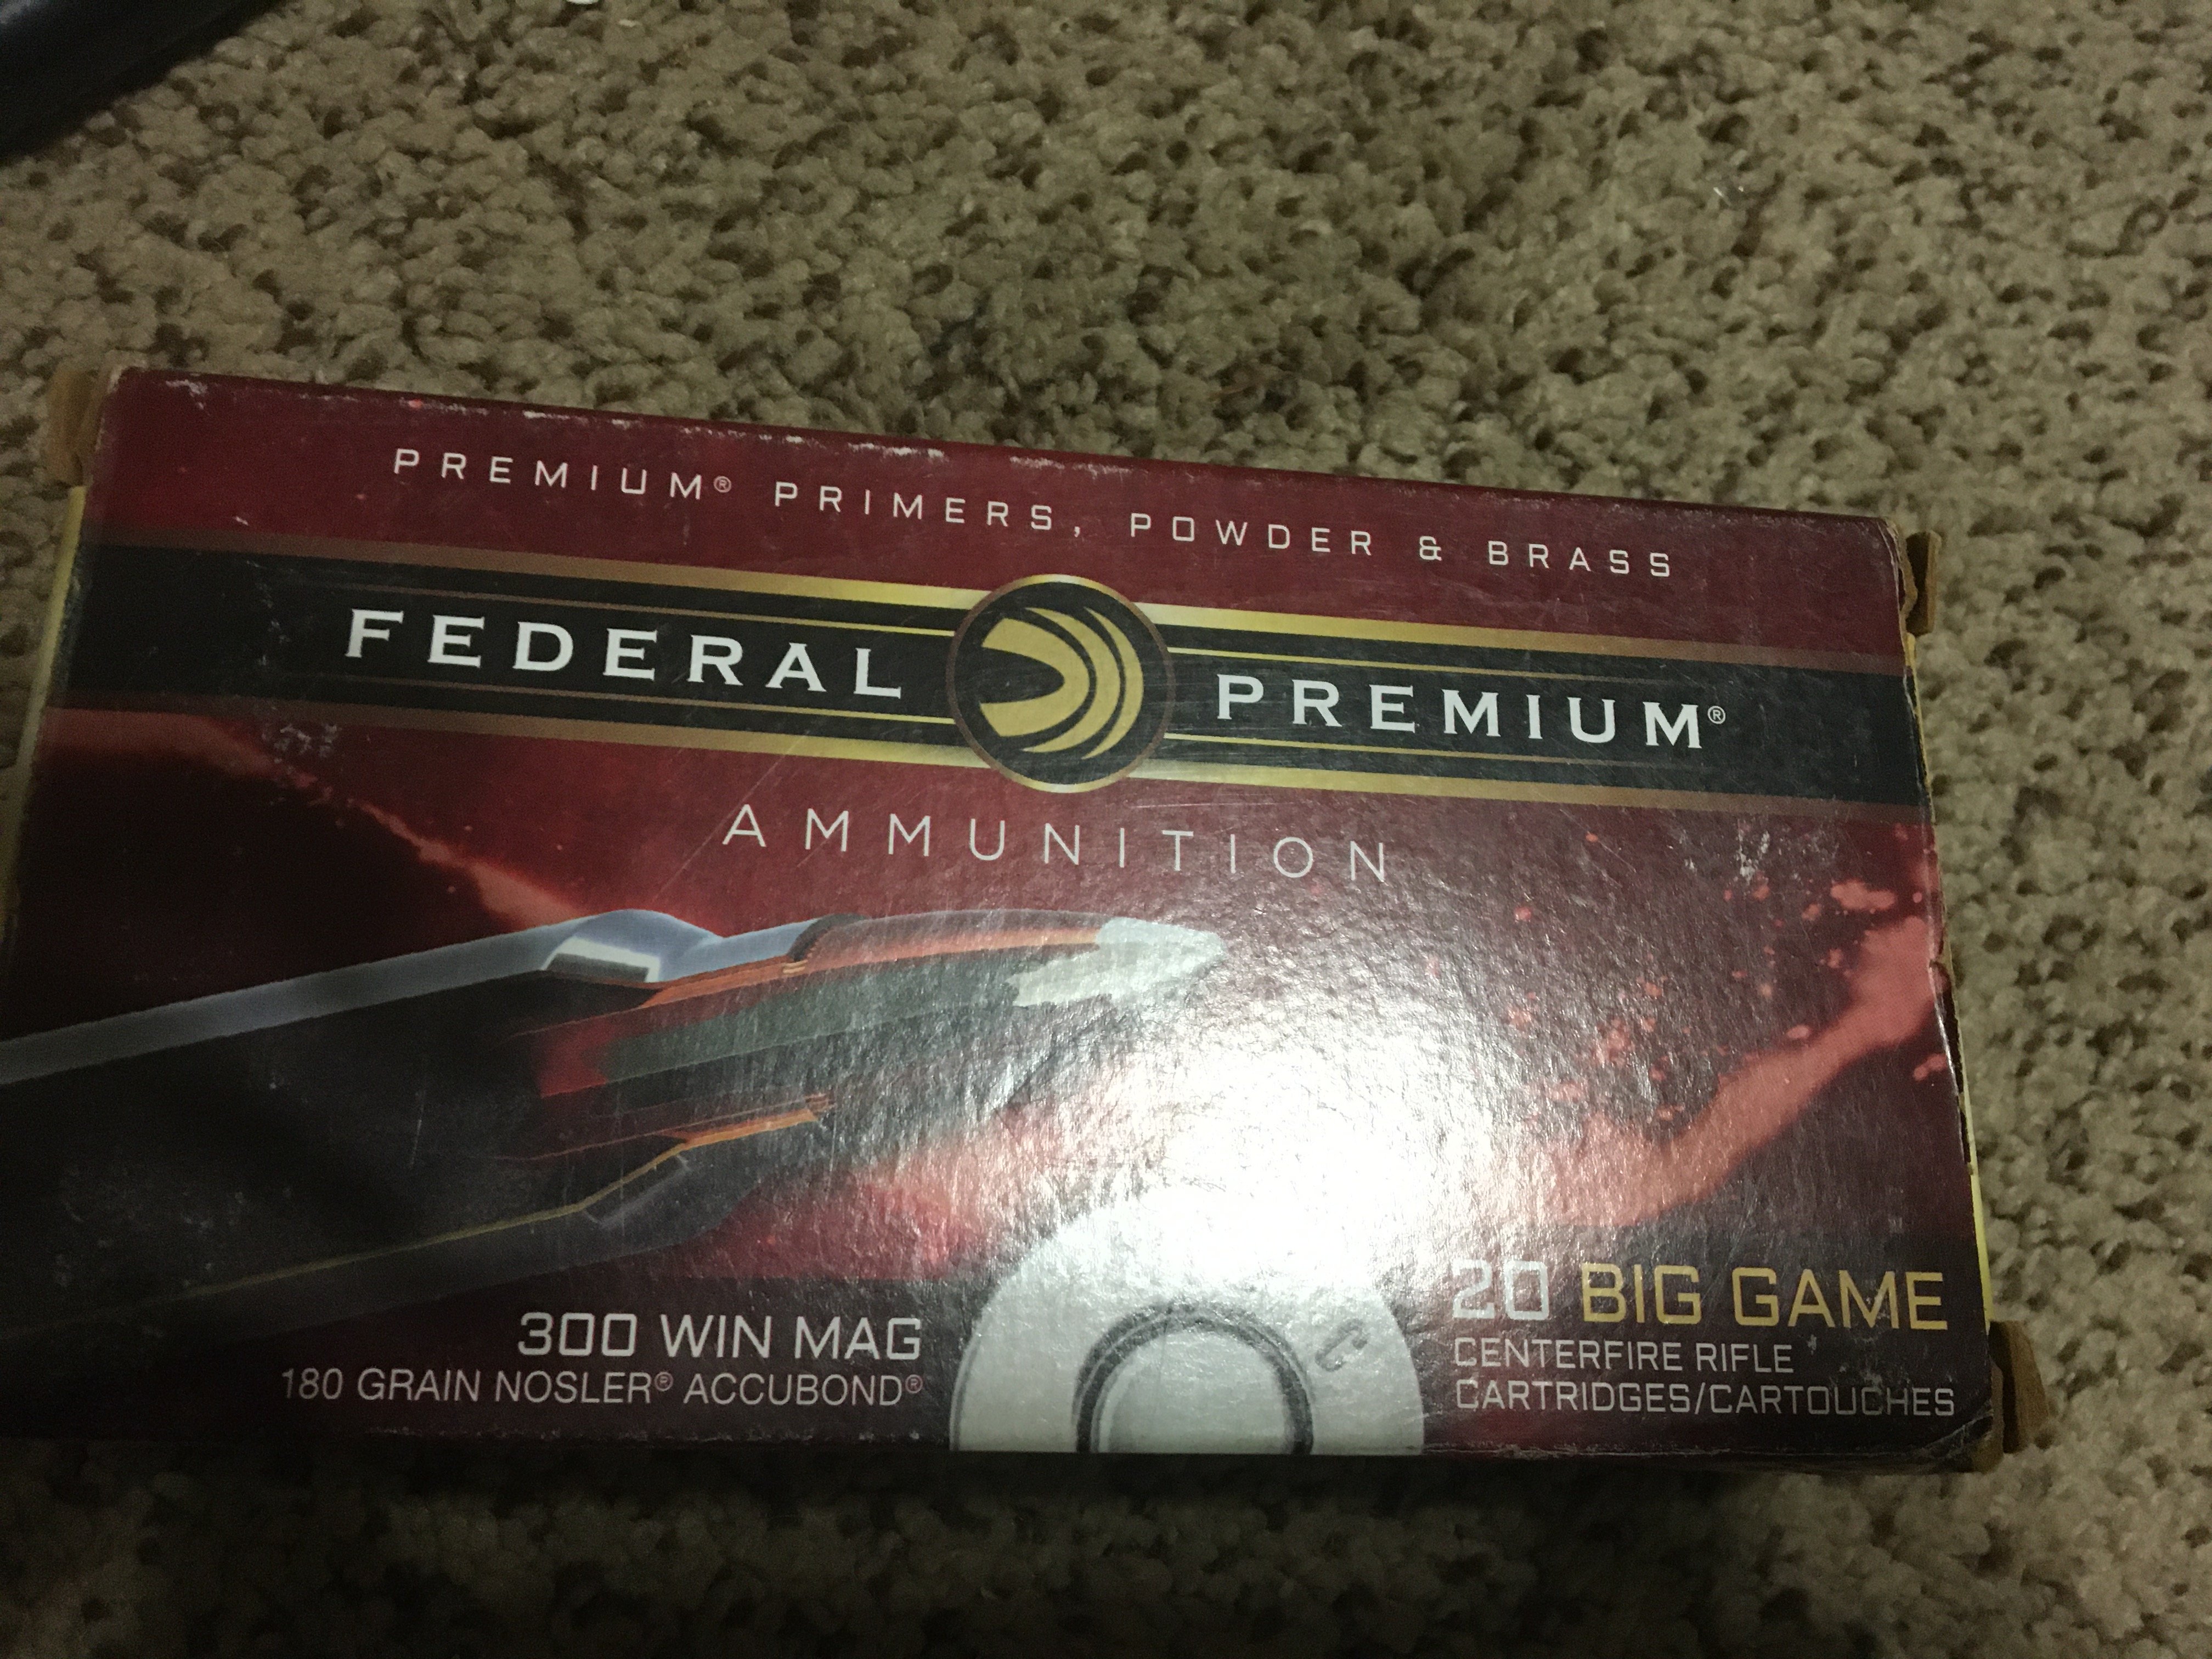 PREMIUM® PRIMERS, POWDER & BRASS
FEDERAL PREMIUM®
AMMUNITION
300 WIN MAG
180 GRAIN NOSLER® ACCUBOND®
C
20 BIG GAME
CENTERFIRE RIFLE
CARTRIDGES/CARTOUCHES